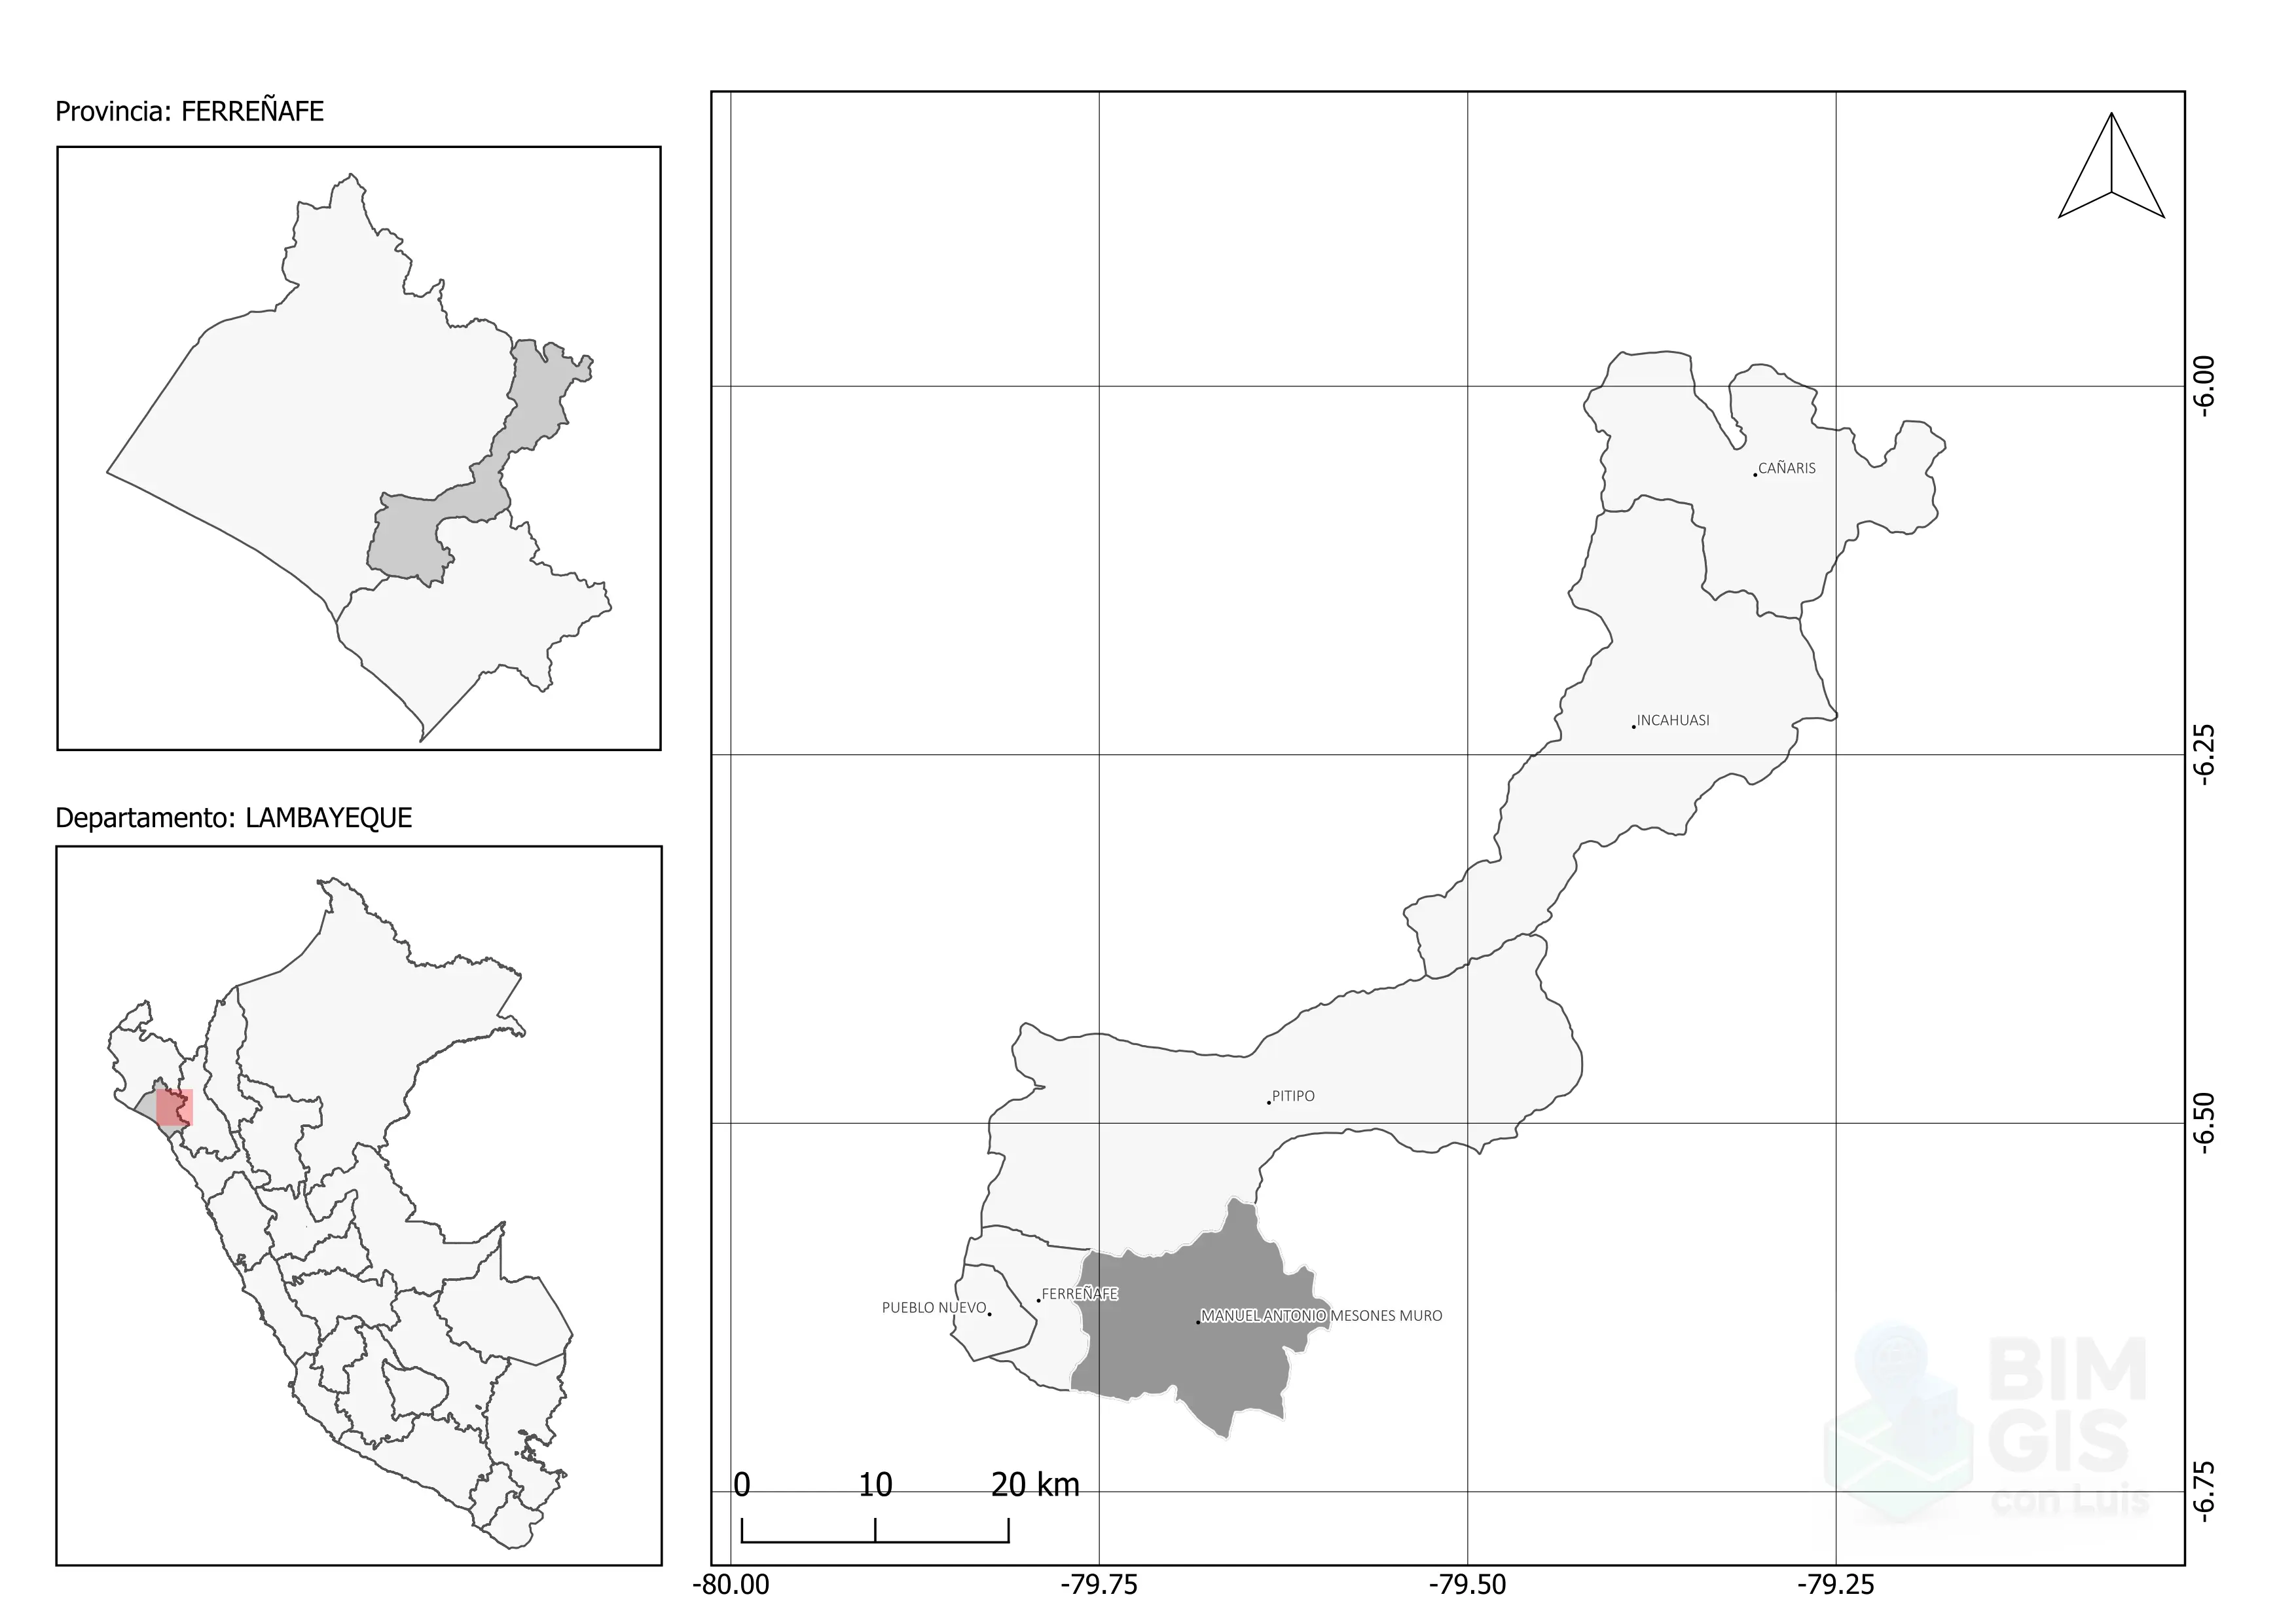 Provincia: FERREÑAFE
Departamento: LAMBAYEQUE
CAÑARIS
INCAHUASI
PITIPO
FERREÑAFE
PUEBLO NUEVO
MANUEL ANTONIO MESONES MURO
-6.00
-6.25
-6.50
-6.75
0 10 20 km
-80.00 -79.75 -79.50 -79.25
BIM
GIS
con Luis